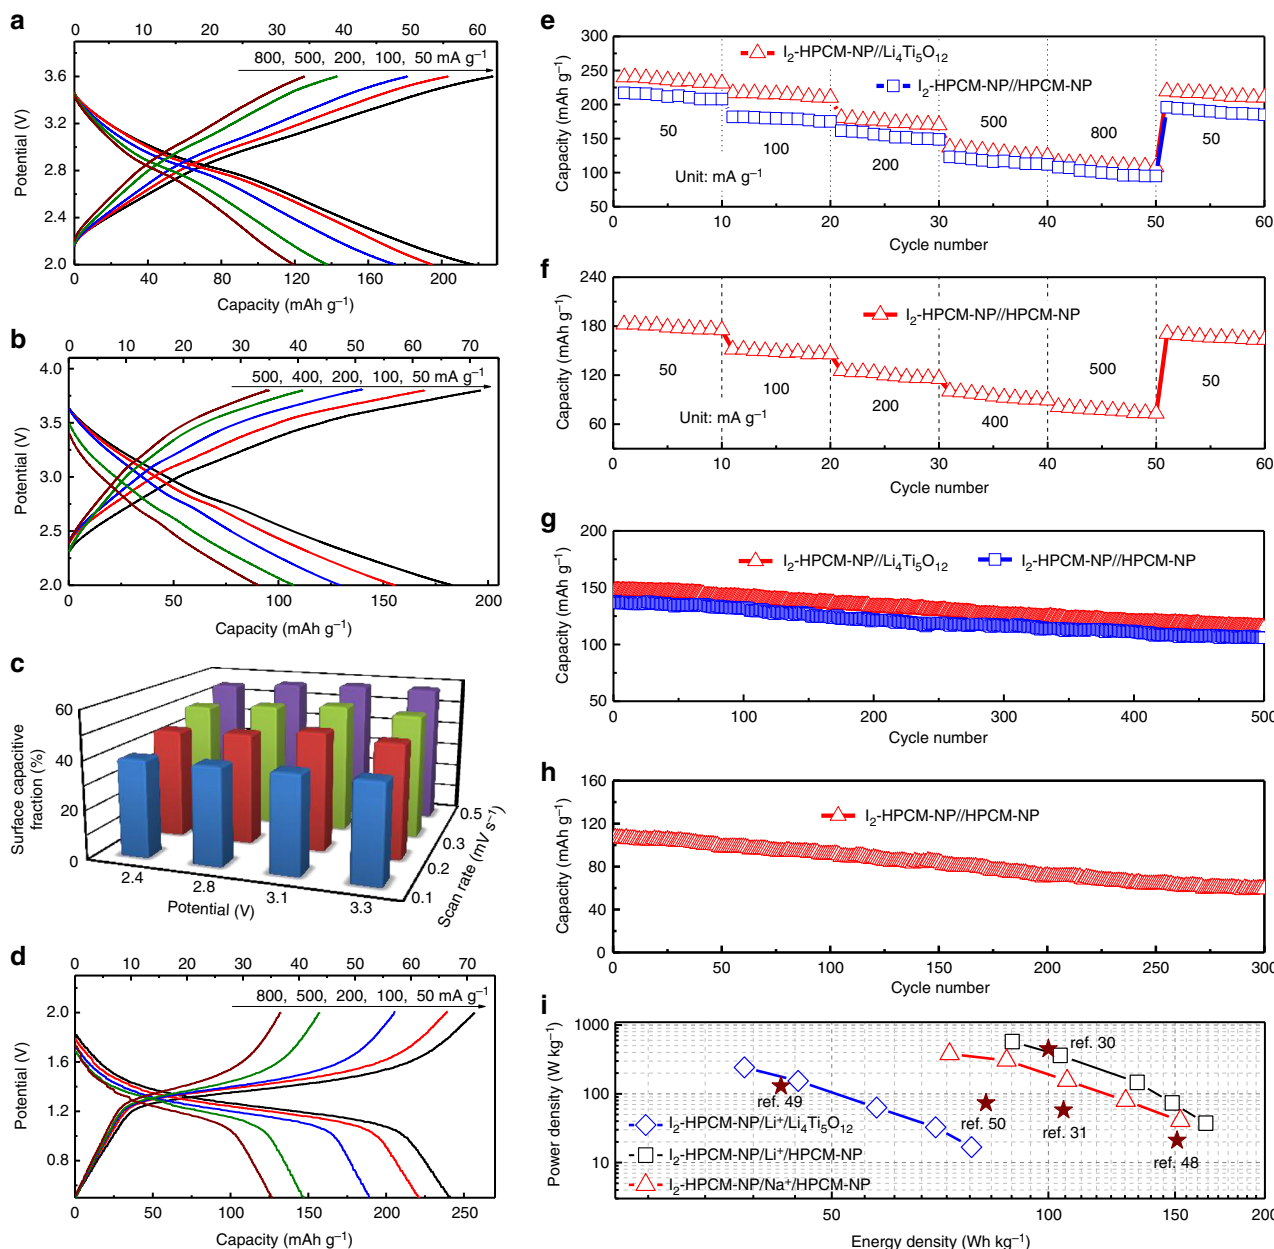 a
0 10 20 30 40 50 60
800, 500, 200, 100, 50 mA g⁻¹
3.6
3.2
2.8
2.4
2.0
Potential (V)
0 40 80 120 160 200
Capacity (mAh g⁻¹)
b
0 10 20 30 40 50 60 70
500, 400, 200, 100, 50 mA g⁻¹
4.0
3.5
3.0
2.5
2.0
Potential (V)
0 50 100 150 200
Capacity (mAh g⁻¹)
c
60
40
20
0
Surface capacitive
fraction (%)
2.4 2.8 3.1 3.3
Potential (V)
0.1 0.2 0.3 0.5
Scan rate (mV s⁻¹)
d
0 10 20 30 40 50 60 70
800, 500, 200, 100, 50 mA g⁻¹
2.0
1.6
1.2
0.8
Potential (V)
0 50 100 150 200 250
Capacity (mAh g⁻¹)
e
300
250
200
150
100
50
Capacity (mAh g⁻¹)
I₂-HPCM-NP//Li₄Ti₅O₁₂
I₂-HPCM-NP//HPCM-NP
50 100 200 500 800 50
Unit: mA g⁻¹
0 10 20 30 40 50 60
Cycle number
f
240
180
120
60
Capacity (mAh g⁻¹)
I₂-HPCM-NP//HPCM-NP
50 100 200 400 500 50
Unit: mA g⁻¹
0 10 20 30 40 50 60
Cycle number
g
200
150
100
50
Capacity (mAh g⁻¹)
I₂-HPCM-NP//Li₄Ti₅O₁₂ I₂-HPCM-NP//HPCM-NP
0 100 200 300 400 500
Cycle number
h
160
120
80
40
0
Capacity (mAh g⁻¹)
I₂-HPCM-NP//HPCM-NP
0 50 100 150 200 250 300
Cycle number
i
1000
100
10
Power density (W kg⁻¹)
ref. 30
ref. 49
ref. 50
ref. 31
ref. 48
I₂-HPCM-NP/Li⁺/Li₄Ti₅O₁₂
I₂-HPCM-NP/Li⁺/HPCM-NP
I₂-HPCM-NP/Na⁺/HPCM-NP
50 100 150 200
Energy density (Wh kg⁻¹)